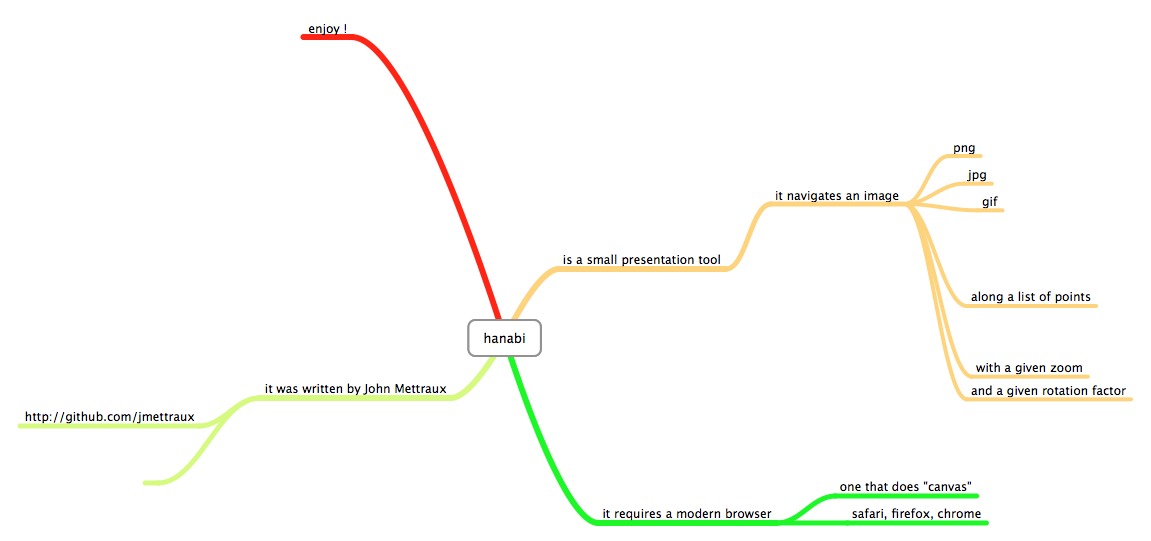 enjoy !
png
jpg
it navigates an image
gif
is a small presentation tool
along a list of points
hanabi
with a given zoom
it was written by John Mettraux
and a given rotation factor
http://github.com/jmettraux
one that does "canvas"
it requires a modern browser
safari, firefox, chrome